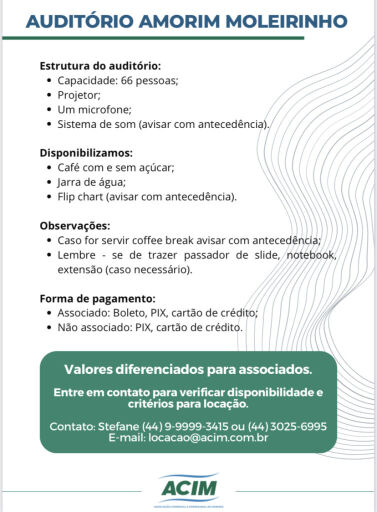 AUDITÓRIO AMORIM MOLEIRINHO
Estrutura do auditório:
• Capacidade: 66 pessoas;
• Projetor;
• Um microfone;
• Sistema de som (avisar com antecedência).
Disponibilizamos:
• Café com e sem açúcar;
• Jarra de água;
• Flip chart (avisar com antecedência).
Observações:
• Caso for servir coffee break avisar com antecedência;
• Lembre - se de trazer passador de slide, notebook,
extensão (caso necessário).
Forma de pagamento:
• Associado: Boleto, PIX, cartão de crédito;
• Não associado: PIX, cartão de crédito.
Valores diferenciados para associados.
Entre em contato para verificar disponibilidade e
critérios para locação.
Contato: Stefane (44) 9-9999-3415 ou (44) 3025-6995
E-mail: locacao@acim.com.br
ACIM